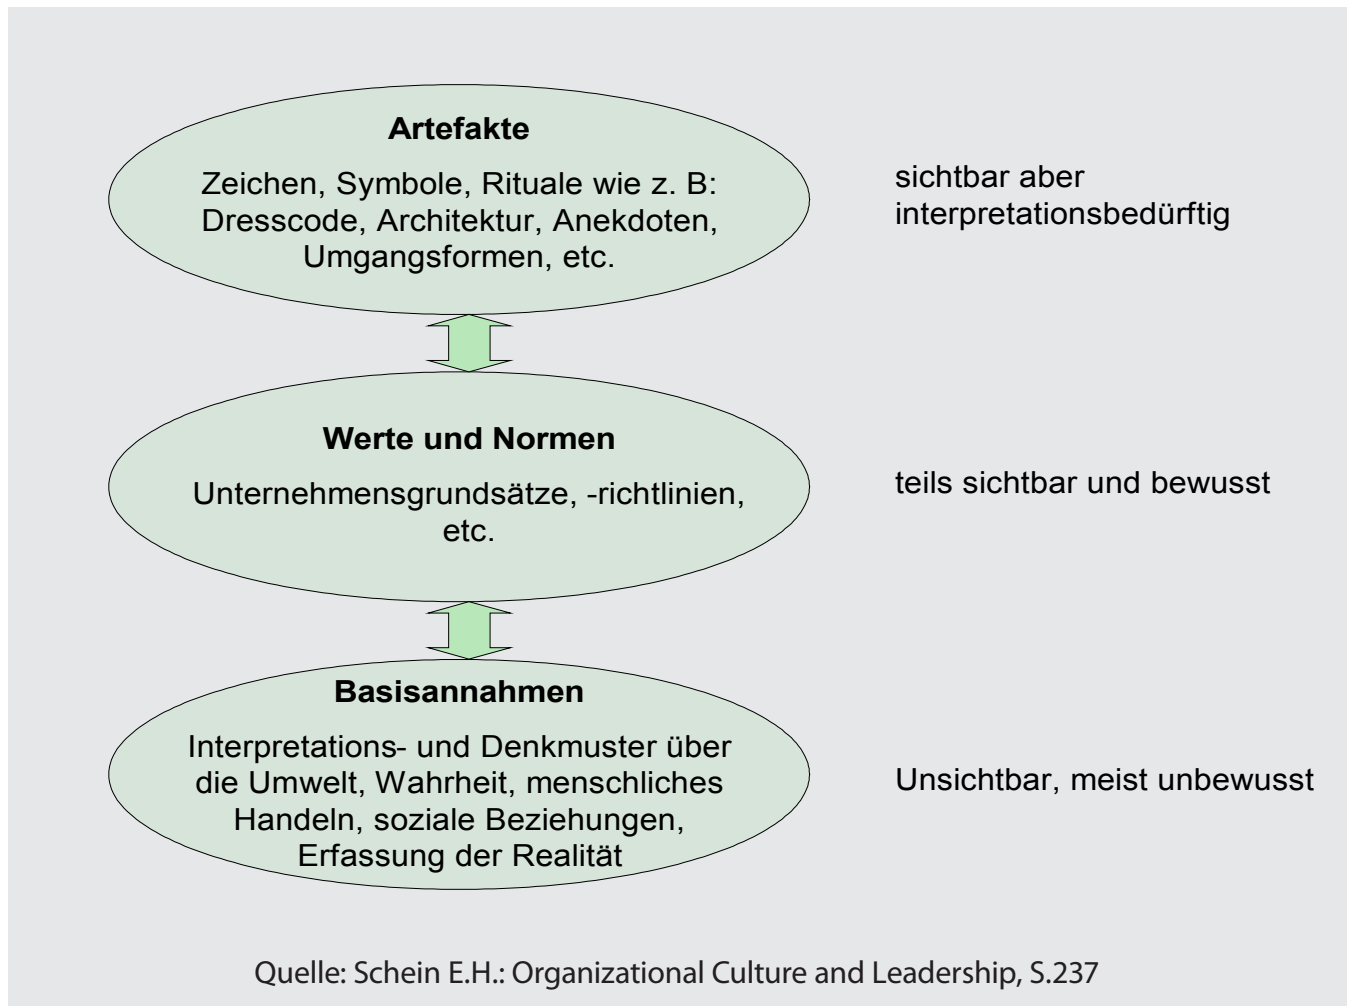 Artefakte
Zeichen, Symbole, Rituale wie z. B:
Dresscode, Architektur, Anekdoten,
Umgangsformen, etc.
sichtbar aber
interpretationsbedürftig
Werte und Normen
Unternehmensgrundsätze, -richtlinien,
etc.
teils sichtbar und bewusst
Basisannahmen
Interpretations- und Denkmuster über
die Umwelt, Wahrheit, menschliches
Handeln, soziale Beziehungen,
Erfassung der Realität
Unsichtbar, meist unbewusst
Quelle: Schein E.H.: Organizational Culture and Leadership, S.237